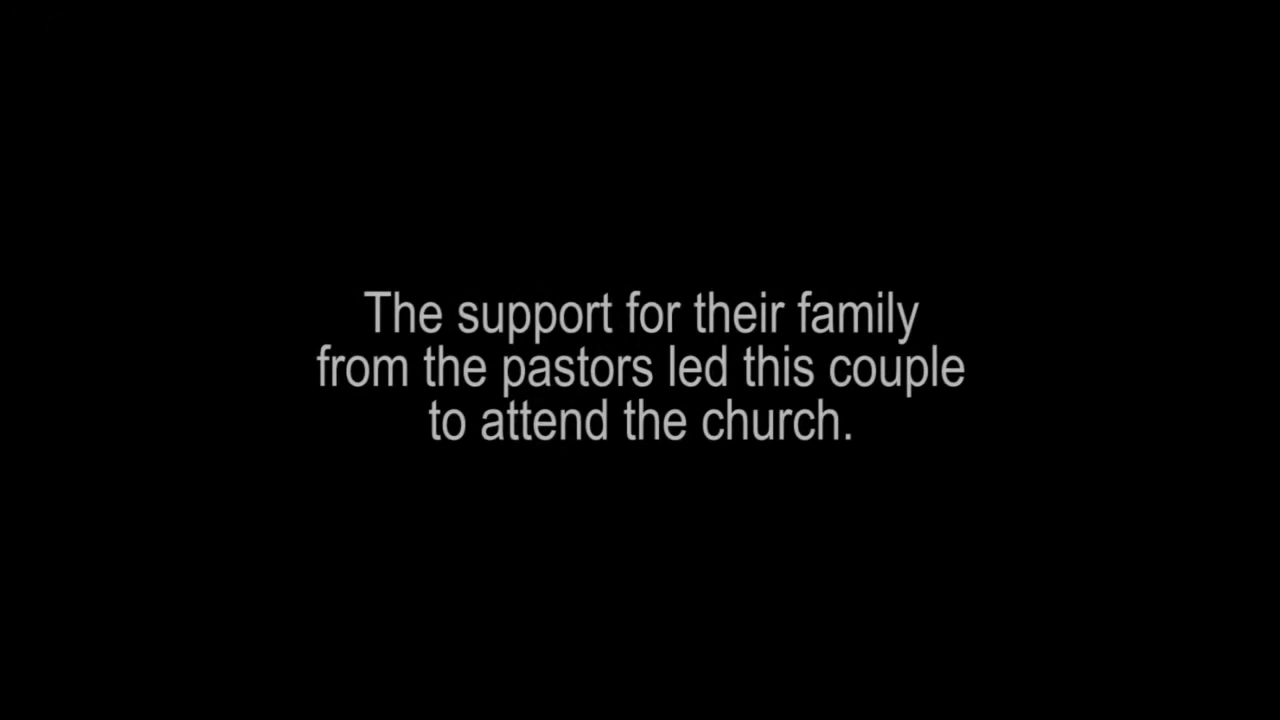 The support for their family
from the pastors led this couple
to attend the church.